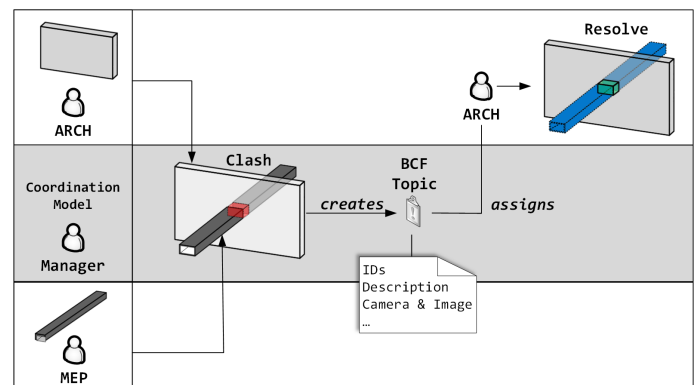 Resolve
ARCH
ARCH
Clash
BCF
Topic
creates
assigns
Coordination
Model
Manager
IDs
Description
Camera & Image
…
MEP